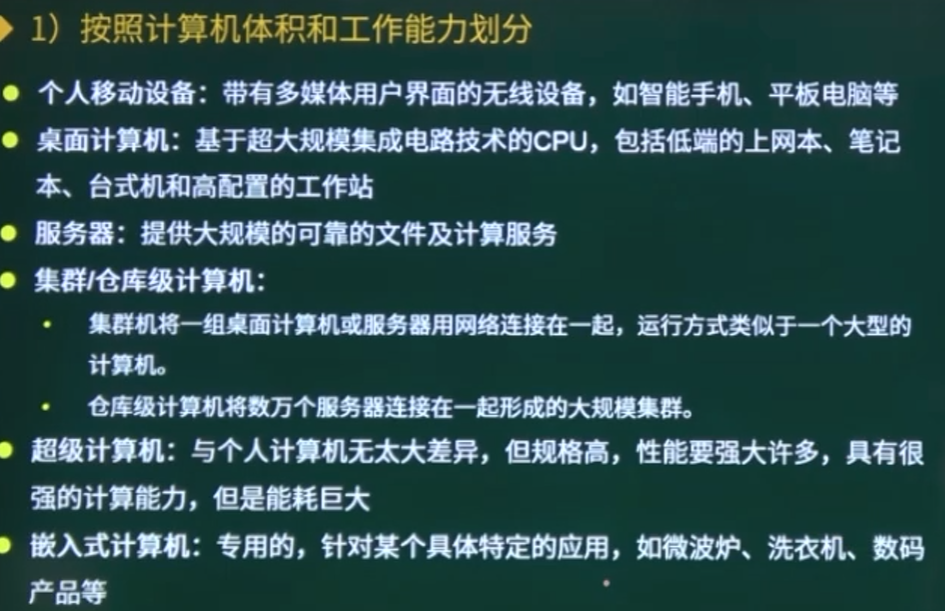 1）按照计算机体积和工作能力划分
个人移动设备：带有多媒体用户界面的无线设备，如智能手机、平板电脑等
桌面计算机：基于超大规模集成电路技术的CPU，包括低端的上网本、笔记
本、台式机和高配置的工作站
服务器：提供大规模的可靠的文件及计算服务
集群/仓库级计算机：
集群机将一组桌面计算机或服务器用网络连接在一起，运行方式类似于一个大型的
计算机。
仓库级计算机将数万个服务器连接在一起形成的大规模集群。
超级计算机：与个人计算机无太大差异，但规格高，性能要强大许多，具有很
强的计算能力，但是能耗巨大
嵌入式计算机：专用的，针对某个具体特定的应用，如微波炉、洗衣机、数码
产品等